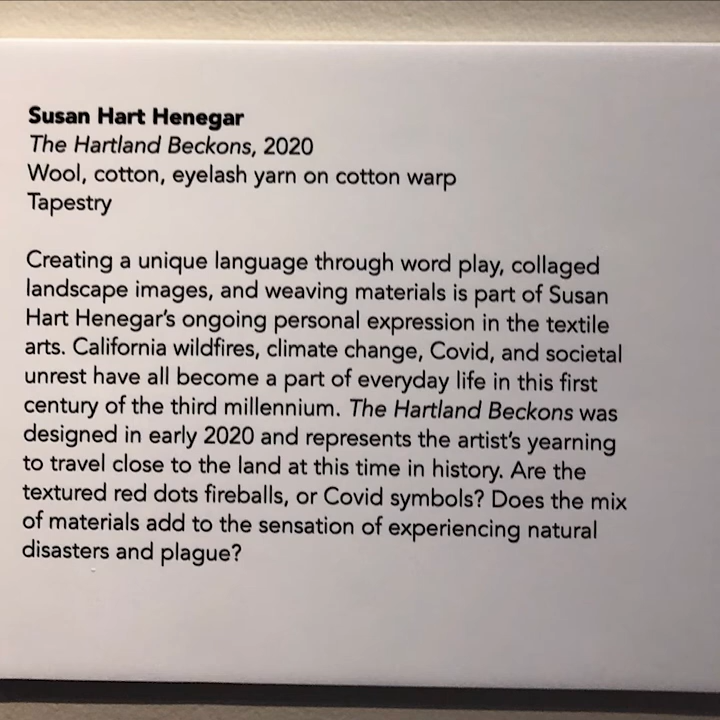 Susan Hart Henegar
The Hartland Beckons, 2020
Wool, cotton, eyelash yarn on cotton warp
Tapestry
Creating a unique language through word play, collaged
landscape images, and weaving materials is part of Susan
Hart Henegar's ongoing personal expression in the textile
arts. California wildfires, climate change, Covid, and societal
unrest have all become a part of everyday life in this first
century of the third millennium. The Hartland Beckons was
designed in early 2020 and represents the artist's yearning
to travel close to the land at this time in history. Are the
textured red dots fireballs, or Covid symbols? Does the mix
of materials add to the sensation of experiencing natural
disasters and plague?